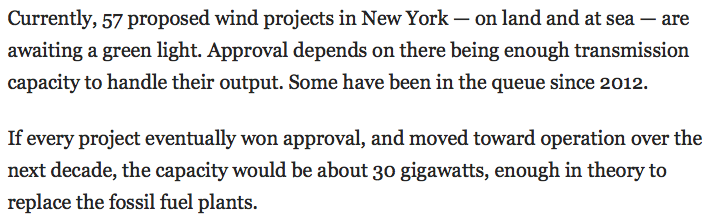 Currently, 57 proposed wind projects in New York — on land and at sea — are
awaiting a green light. Approval depends on there being enough transmission
capacity to handle their output. Some have been in the queue since 2012.
If every project eventually won approval, and moved toward operation over the
next decade, the capacity would be about 30 gigawatts, enough in theory to
replace the fossil fuel plants.